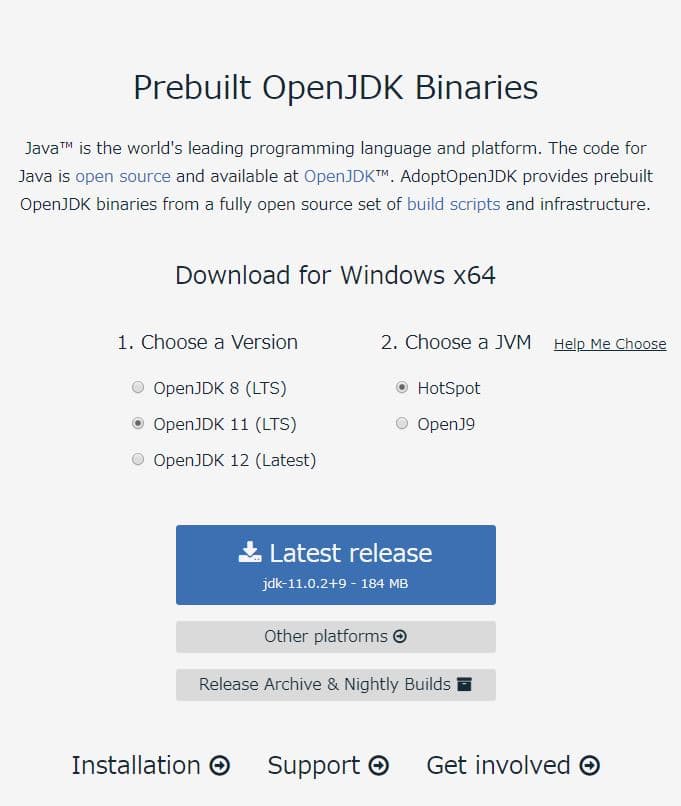 Prebuilt OpenJDK Binaries
Java™ is the world's leading programming language and platform. The code for
Java is open source and available at OpenJDK™. AdoptOpenJDK provides prebuilt
OpenJDK binaries from a fully open source set of build scripts and infrastructure.
Download for Windows x64
1. Choose a Version
OpenJDK 8 (LTS)
OpenJDK 11 (LTS)
OpenJDK 12 (Latest)
2. Choose a JVM
Help Me Choose
HotSpot
OpenJ9
Latest release
jdk-11.0.2+9 - 184 MB
Other platforms
Release Archive & Nightly Builds
Installation
Support
Get involved